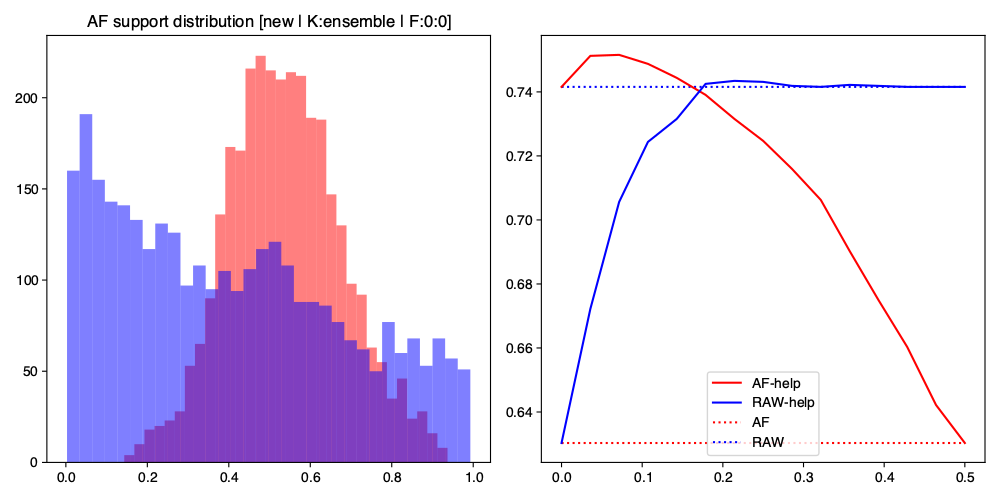 AF support distribution [new | K:ensemble | F:0:0]
200
150
100
50
0
0.0 0.2 0.4 0.6 0.8 1.0
0.74
0.72
0.70
0.68
0.66
0.64
AF-help
RAW-help
AF
RAW
0.0 0.1 0.2 0.3 0.4 0.5